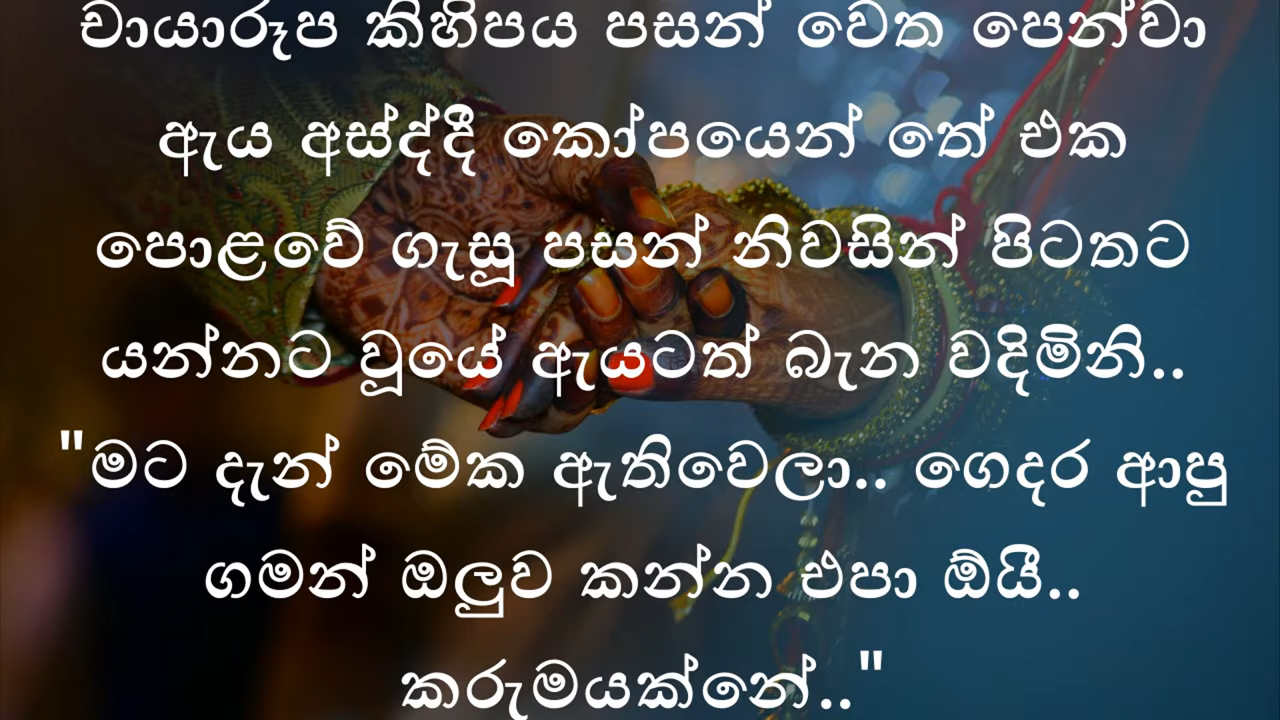 චායාරූප කිහිපය පසන් වෙත පෙන්වා
ඇය අස්ද්දී කෝපයෙන් තේ එක
පොළවේ ගැසූ පසන් නිවසින් පිටතට
යන්නට වූයේ ඇයටත් බැන වදිමිනි..
"මට දැන් මේක ඇතිවෙලා.. ගෙදර ආපු
ගමන් ඔලුව කන්න එපා ඕයී..
කරුමයක්නේ.."